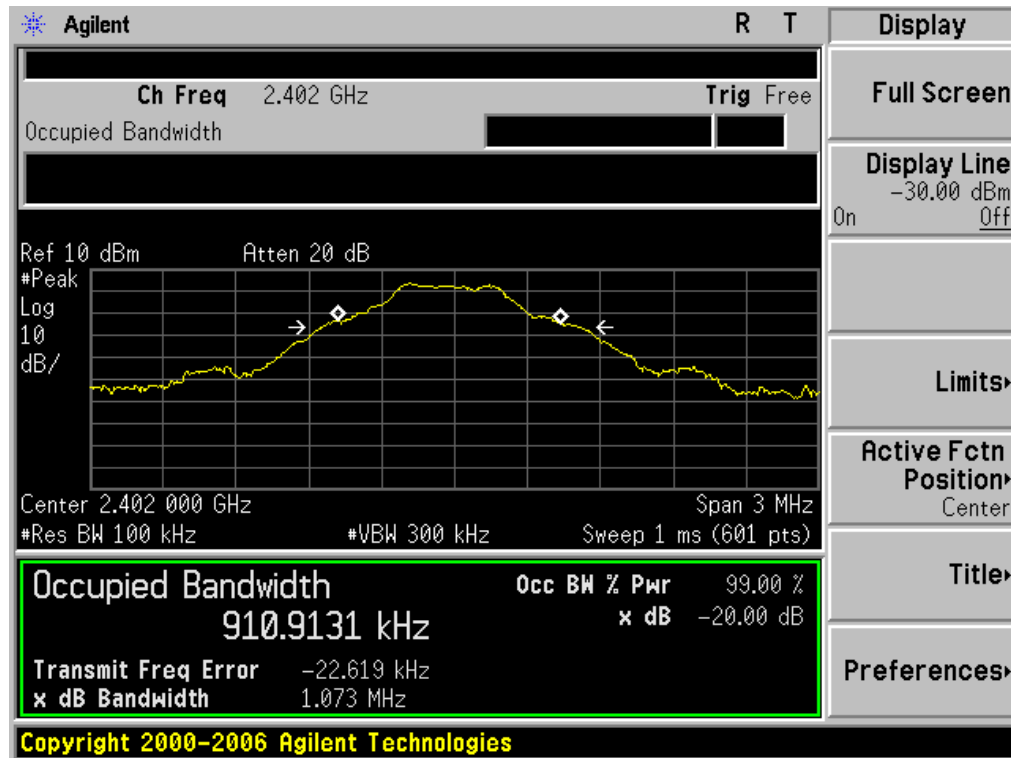 Agilent R T
Ch Freq 2.402 GHz Trig Free
Occupied Bandwidth
Ref 10 dBm Atten 20 dB
#Peak
Log
10
dB/
Center 2.402 000 GHz Span 3 MHz
#Res BW 100 kHz #VBW 300 kHz Sweep 1 ms (601 pts)
Occupied Bandwidth
910.9131 kHz
Occ BW % Pwr 99.00 %
x dB -20.00 dB
Transmit Freq Error -22.619 kHz
x dB Bandwidth 1.073 MHz
Copyright 2000-2006 Agilent Technologies
Display
Full Screen
Display Line
-30.00 dBm
On Off
Limits
Active Fctn
Position
Center
Title
Preferences